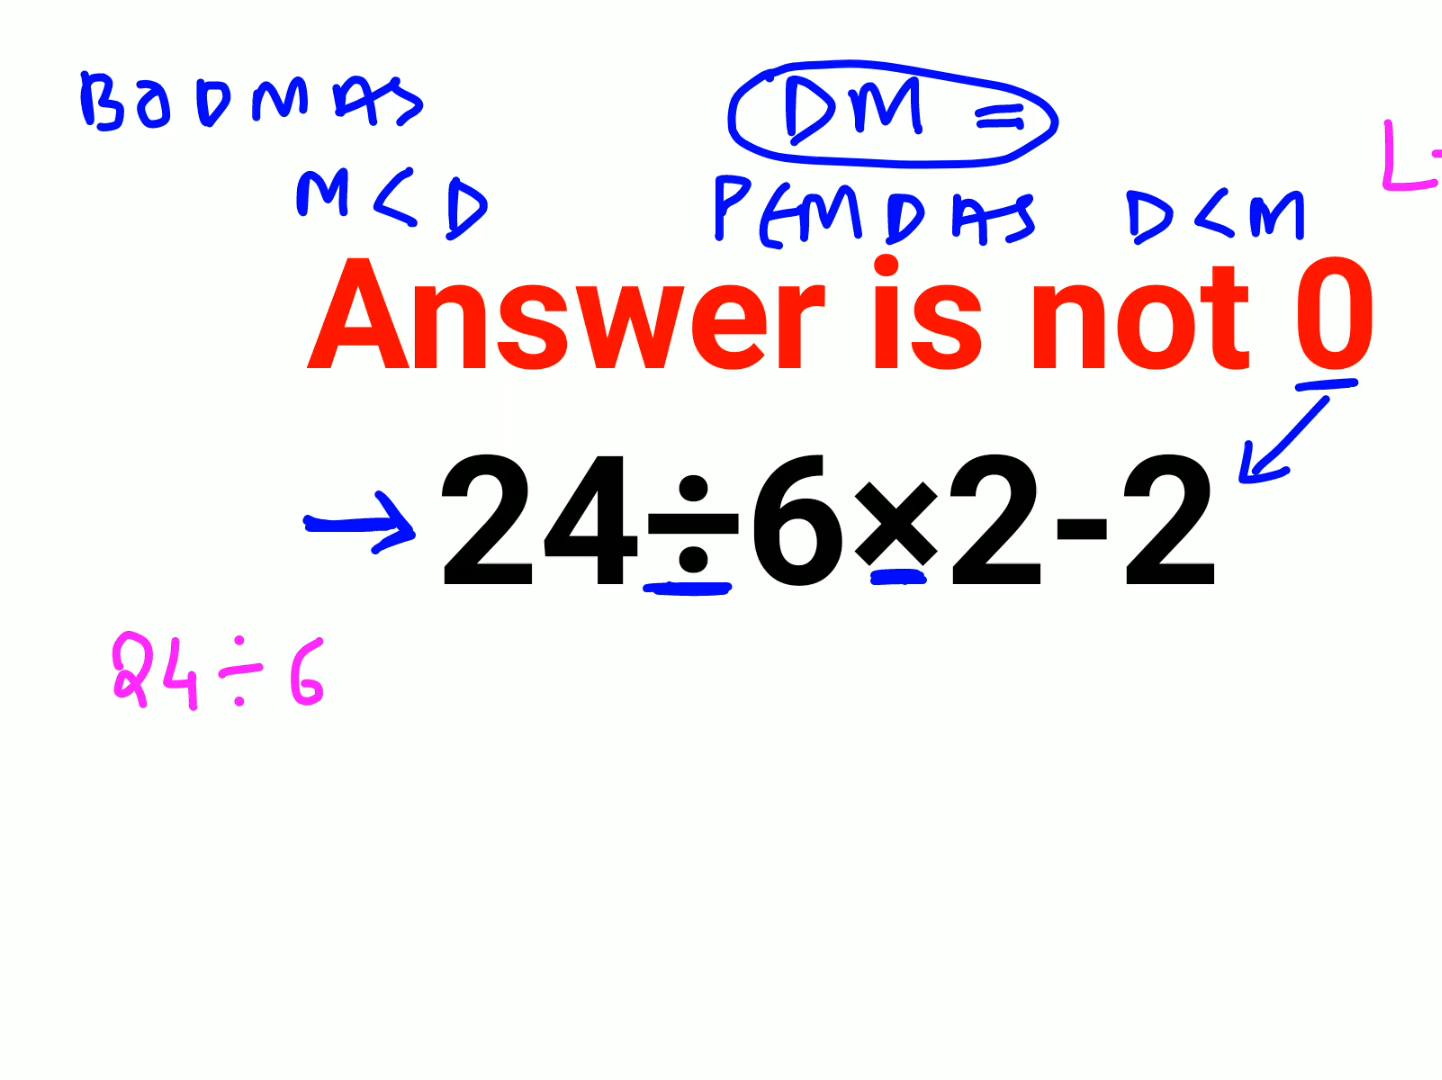 BODMAS
DM =
L-
M < D
PEMDAS D < M
Answer is not 0
24÷6×2-2
24÷6